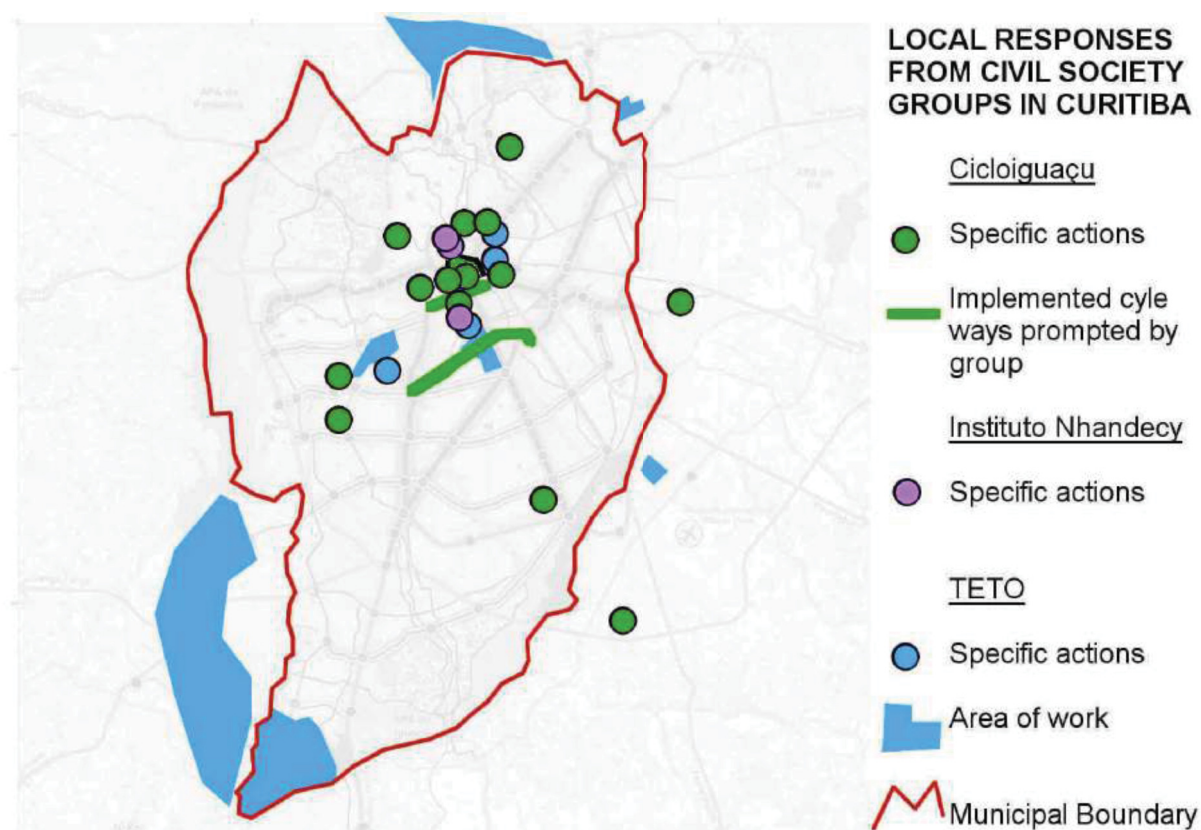 LOCAL RESPONSES
FROM CIVIL SOCIETY
GROUPS IN CURITIBA
Cicloiguaçu
Specific actions
Implemented cyle
ways prompted by
group
Instituto Nhandecy
Specific actions
TETO
Specific actions
Area of work
Municipal Boundary